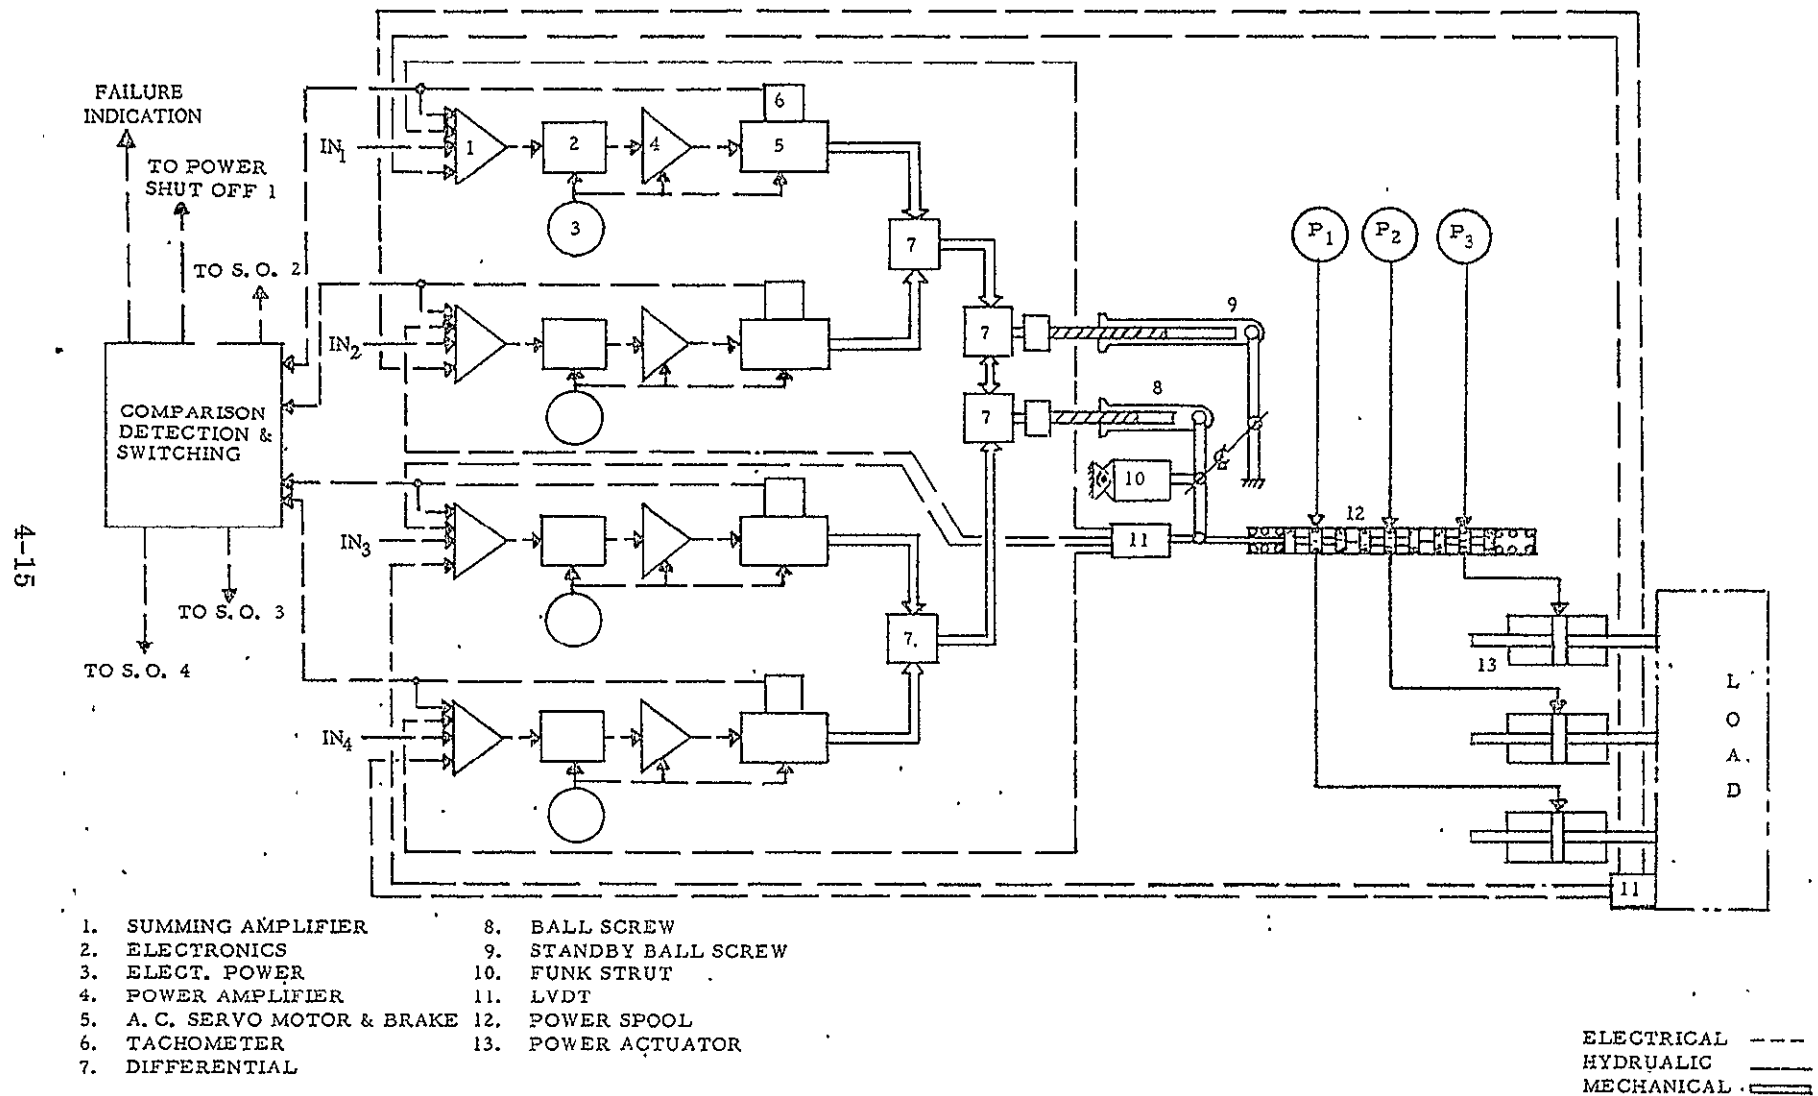 FAILURE
INDICATION
TO POWER
SHUT OFF 1
TO S. O. 2
IN1
1
2
3
4
5
6
IN2
7
7
7
8
9
10
11
12
P1
P2
P3
COMPARISON
DETECTION &
SWITCHING
IN3
TO S. O. 3
TO S. O. 4
IN4
7.
13
L
O
A
D
11
4-15
1. SUMMING AMPLIFIER
2. ELECTRONICS
3. ELECT. POWER
4. POWER AMPLIFIER
5. A. C. SERVO MOTOR & BRAKE
6. TACHOMETER
7. DIFFERENTIAL
8. BALL SCREW
9. STANDBY BALL SCREW
10. FUNK STRUT
11. LVDT
12. POWER SPOOL
13. POWER ACTUATOR
ELECTRICAL
HYDRUALIC
MECHANICAL